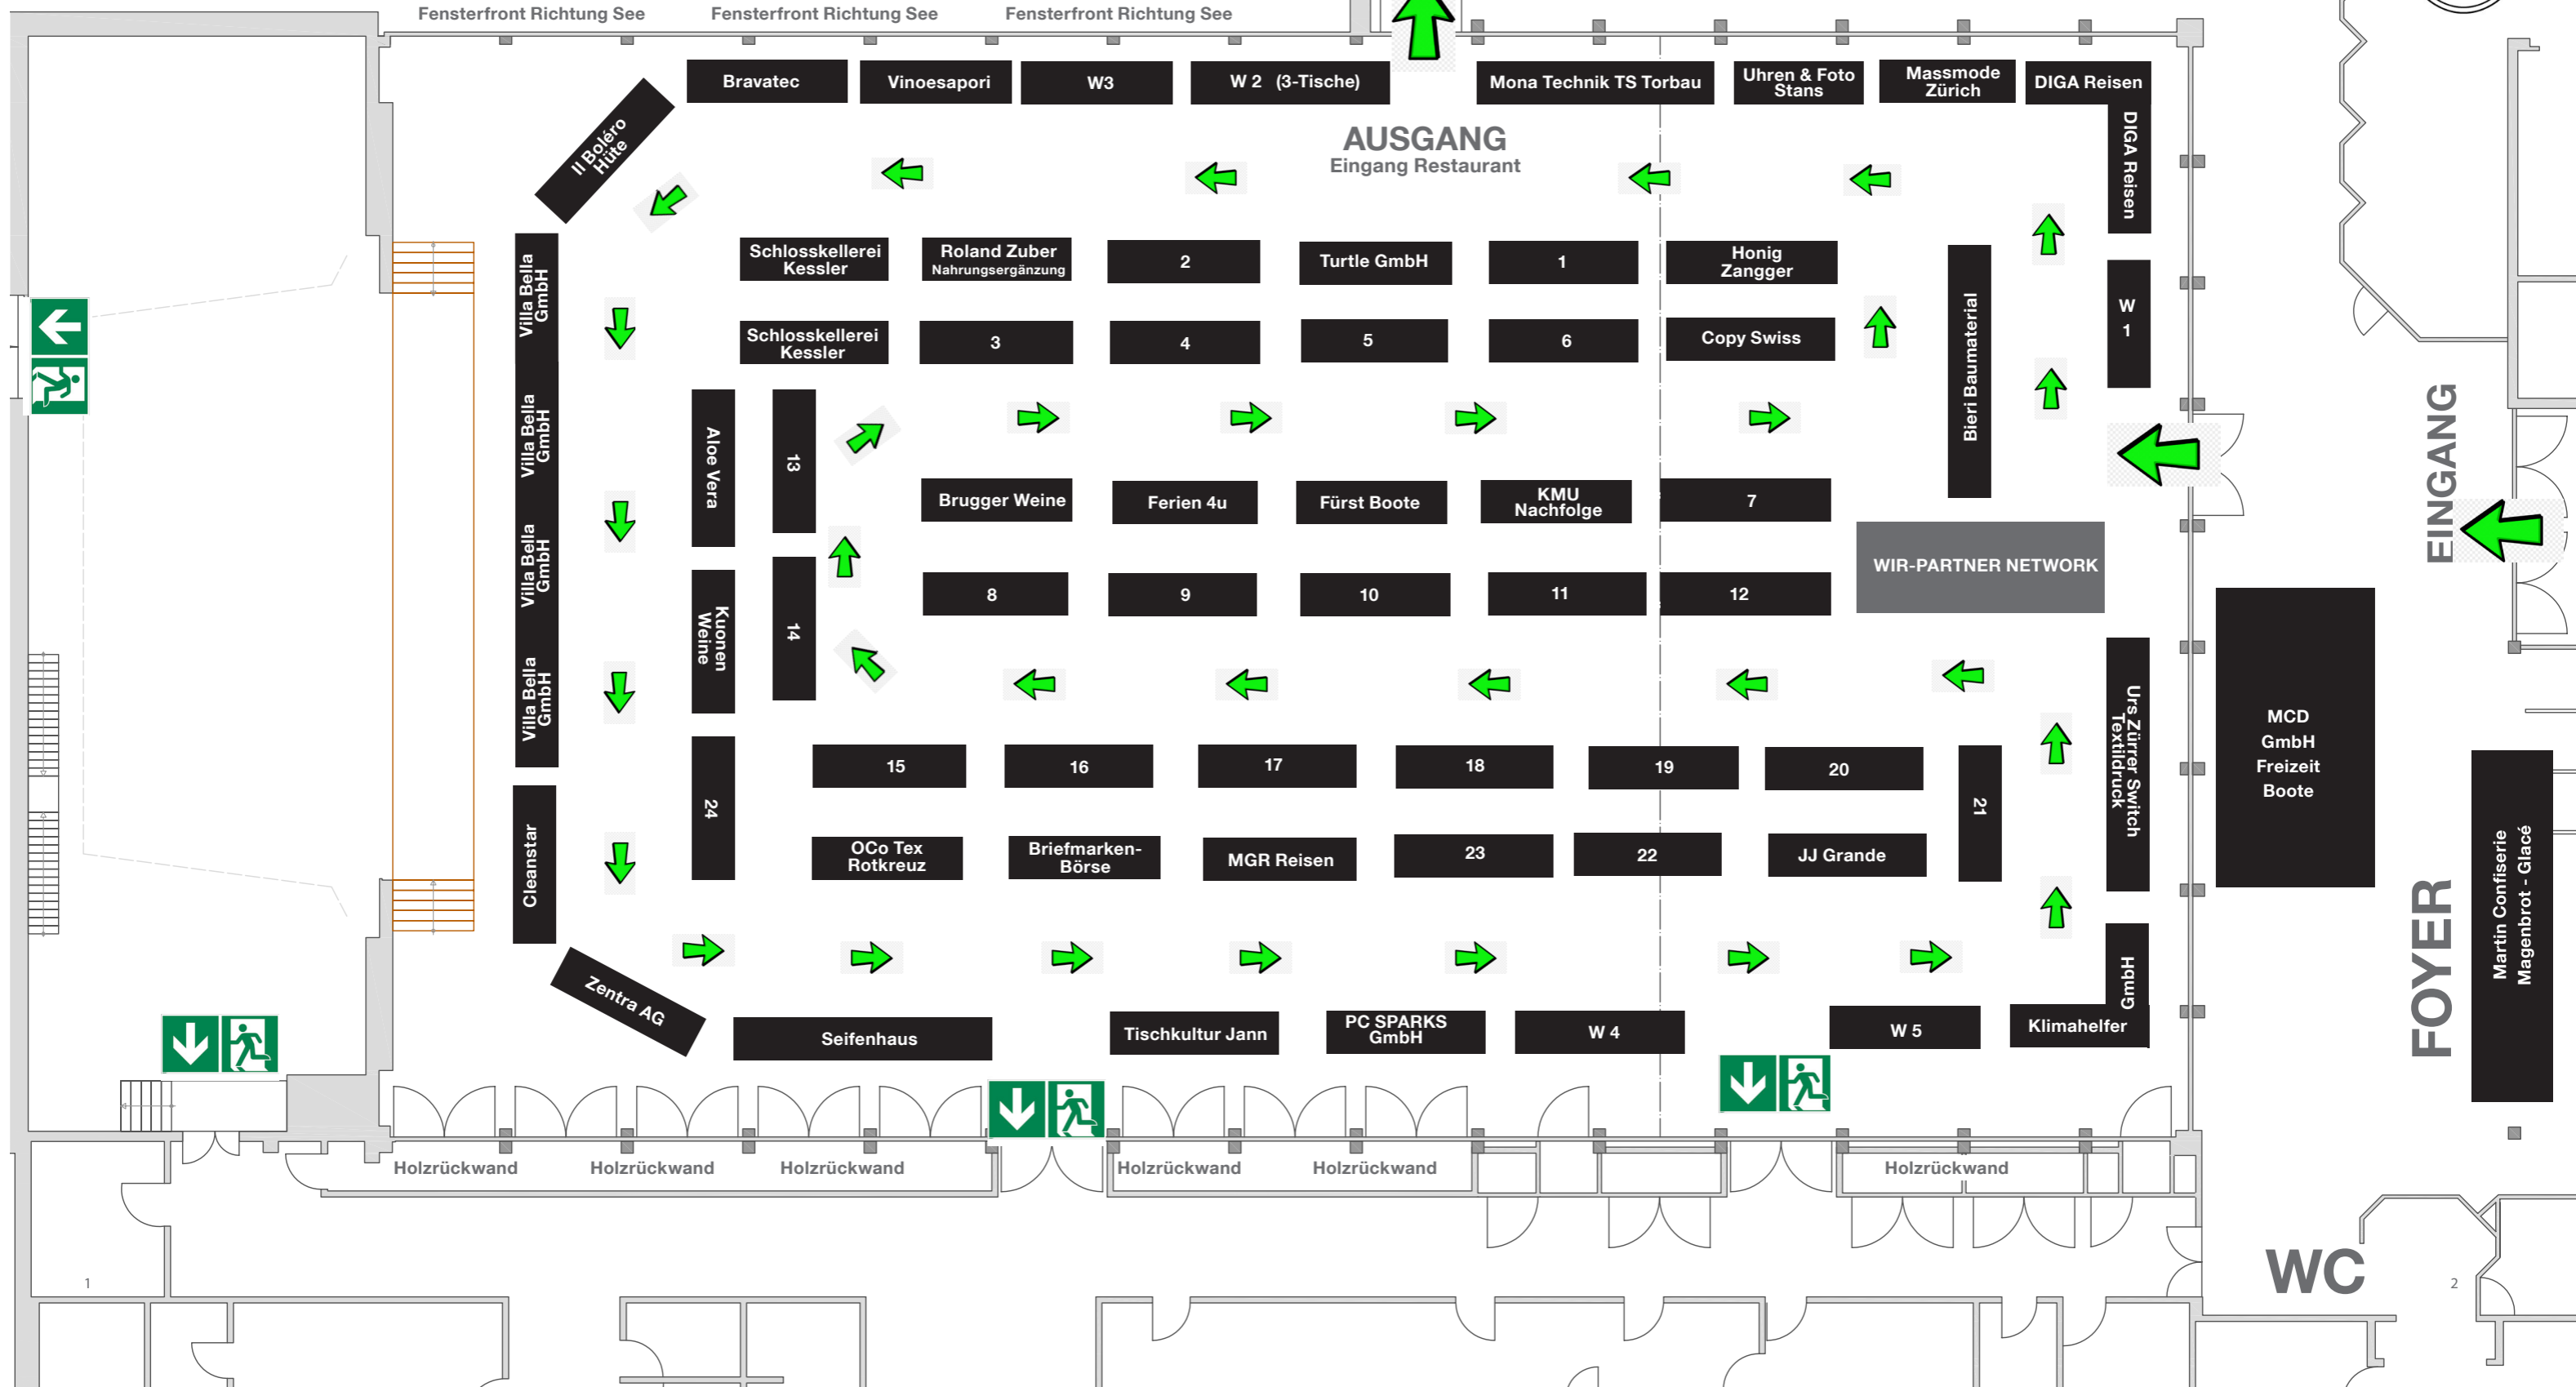 Fensterfront Richtung See
Fensterfront Richtung See
Fensterfront Richtung See
Bravatec
Vinoesapori
W3
W 2 (3-Tische)
Mona Technik TS Torbau
Uhren & Foto
Stans
Massmode
Zürich
DIGA Reisen
DIGA Reisen
Il Boléro
Hüte
AUSGANG
Eingang Restaurant
Villa Bella
GmbH
Schlosskellerei
Kessler
Roland Zuber
Nahrungsergänzung
2
Turtle GmbH
1
Honig
Zangger
Bieri Baumaterial
W
1
Schlosskellerei
Kessler
3
4
5
6
Copy Swiss
Villa Bella
GmbH
Aloe Vera
13
Brugger Weine
Ferien 4u
Fürst Boote
KMU
Nachfolge
7
EINGANG
Villa Bella
GmbH
Kuonen
Weine
14
8
9
10
11
12
WIR-PARTNER NETWORK
Villa Bella
GmbH
Urs Zürrer Switch
Textildruck
MCD
GmbH
Freizeit
Boote
24
15
16
17
18
19
20
21
Cleanstar
OCo Tex
Rotkreuz
Briefmarken-
Börse
MGR Reisen
23
22
JJ Grande
Martin Confiserie
Magenbrot - Glacé
FOYER
Zentra AG
Seifenhaus
Tischkultur Jann
PC SPARKS
GmbH
W 4
W 5
Klimahelfer
GmbH
Holzrückwand
Holzrückwand
Holzrückwand
Holzrückwand
Holzrückwand
Holzrückwand
WC
1
2